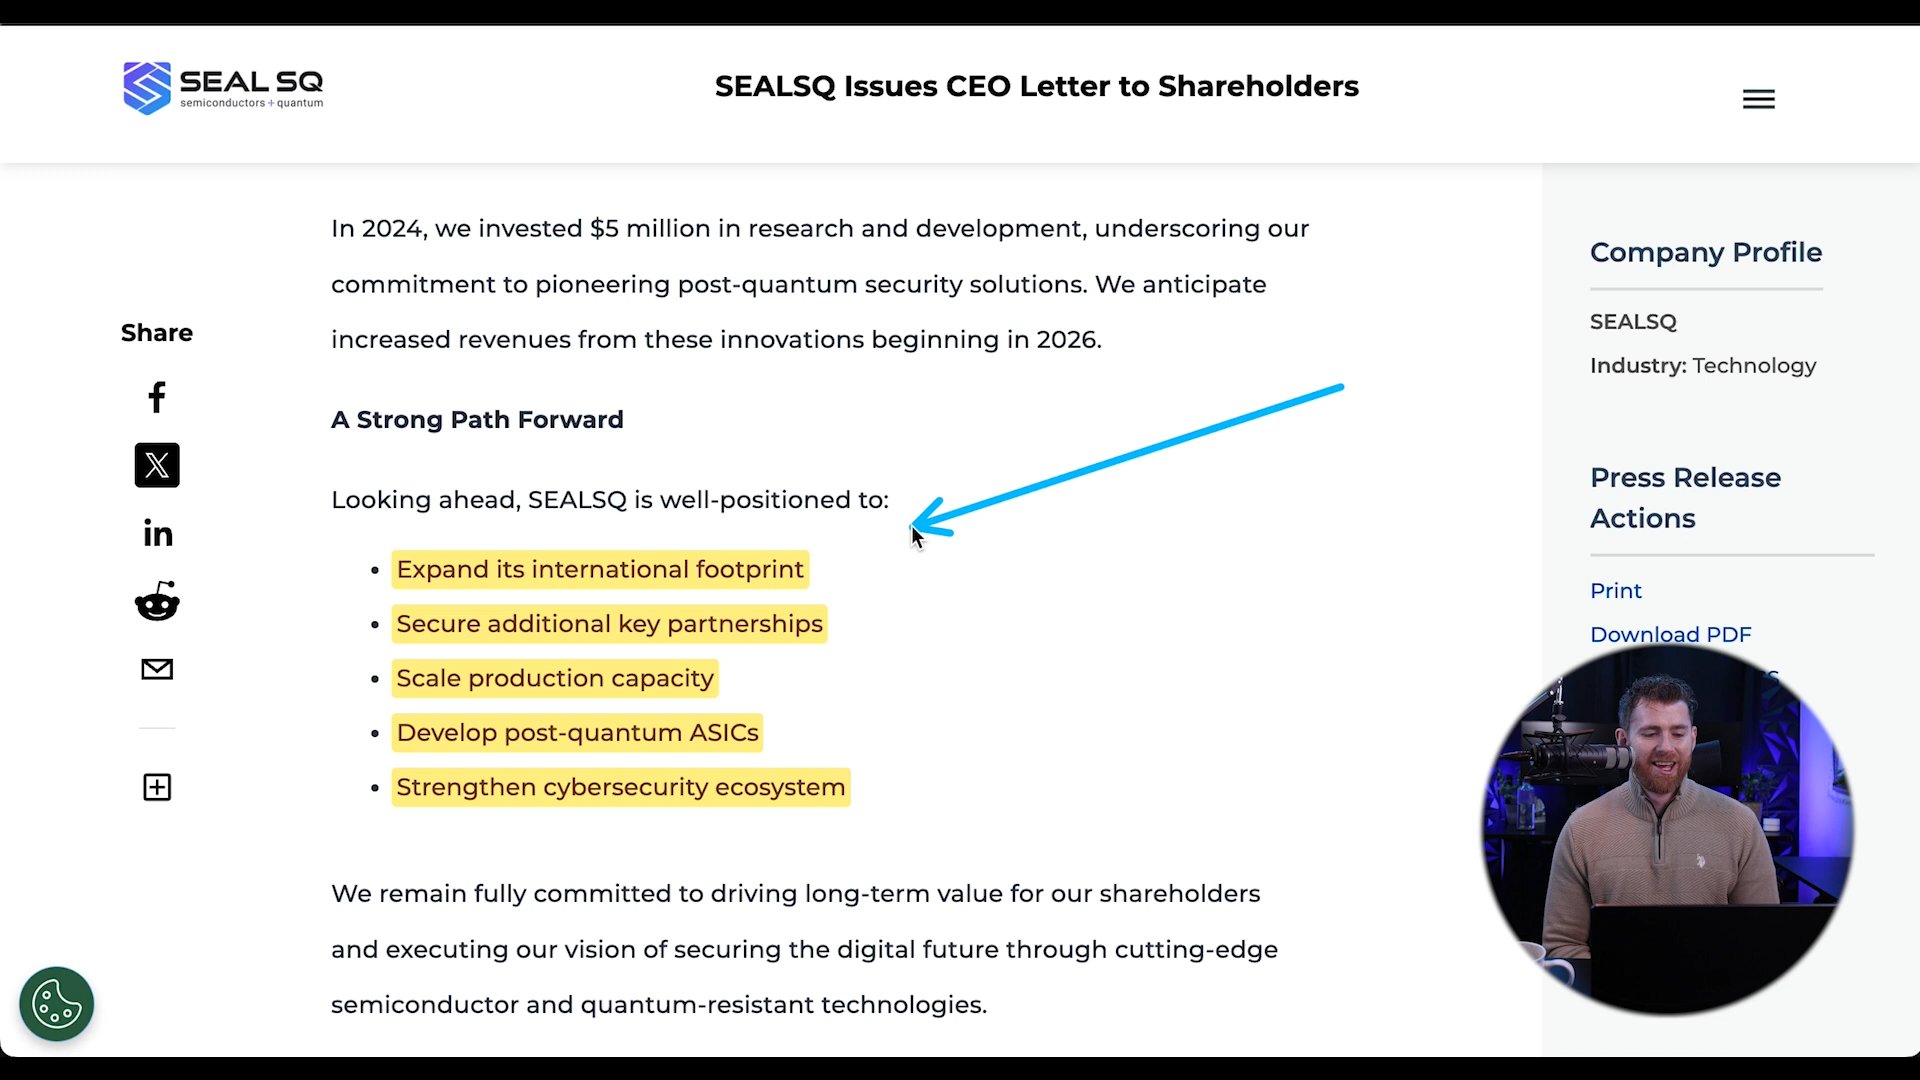 SEAL SQ
semiconductors + quantum
SEALSQ Issues CEO Letter to Shareholders
In 2024, we invested $5 million in research and development, underscoring our
commitment to pioneering post-quantum security solutions. We anticipate
increased revenues from these innovations beginning in 2026.
A Strong Path Forward
Looking ahead, SEALSQ is well-positioned to:
• Expand its international footprint
• Secure additional key partnerships
• Scale production capacity
• Develop post-quantum ASICs
• Strengthen cybersecurity ecosystem
We remain fully committed to driving long-term value for our shareholders
and executing our vision of securing the digital future through cutting-edge
semiconductor and quantum-resistant technologies.
Share
f
X
in
Company Profile
SEALSQ
Industry: Technology
Press Release
Actions
Print
Download PDF